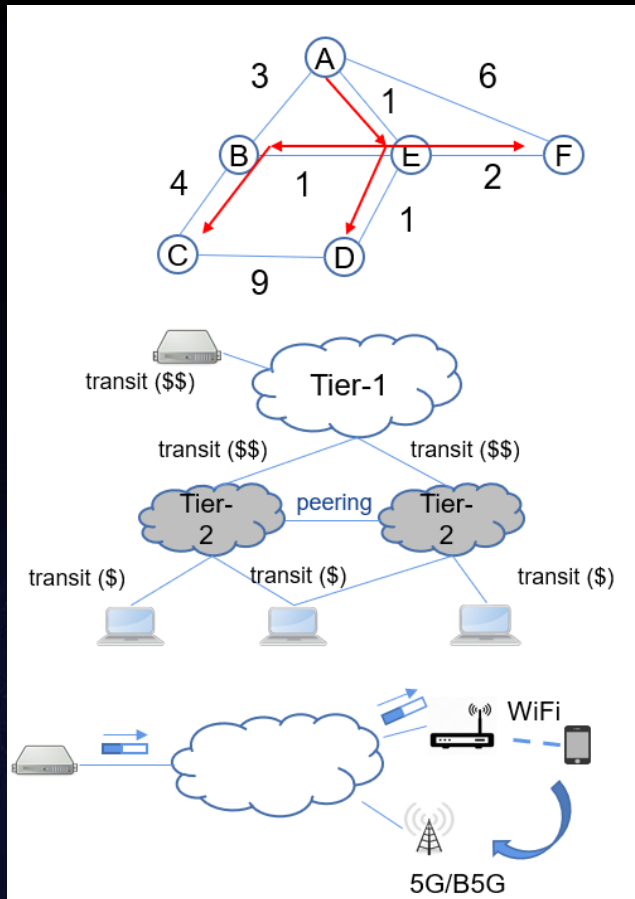 A
3
1
6
B
E
F
4
1
2
1
C
D
9
transit ($$)
Tier-1
transit ($$)
transit ($$)
Tier-
2
peering
Tier-
2
transit ($)
transit ($)
transit ($)
WiFi
5G/B5G